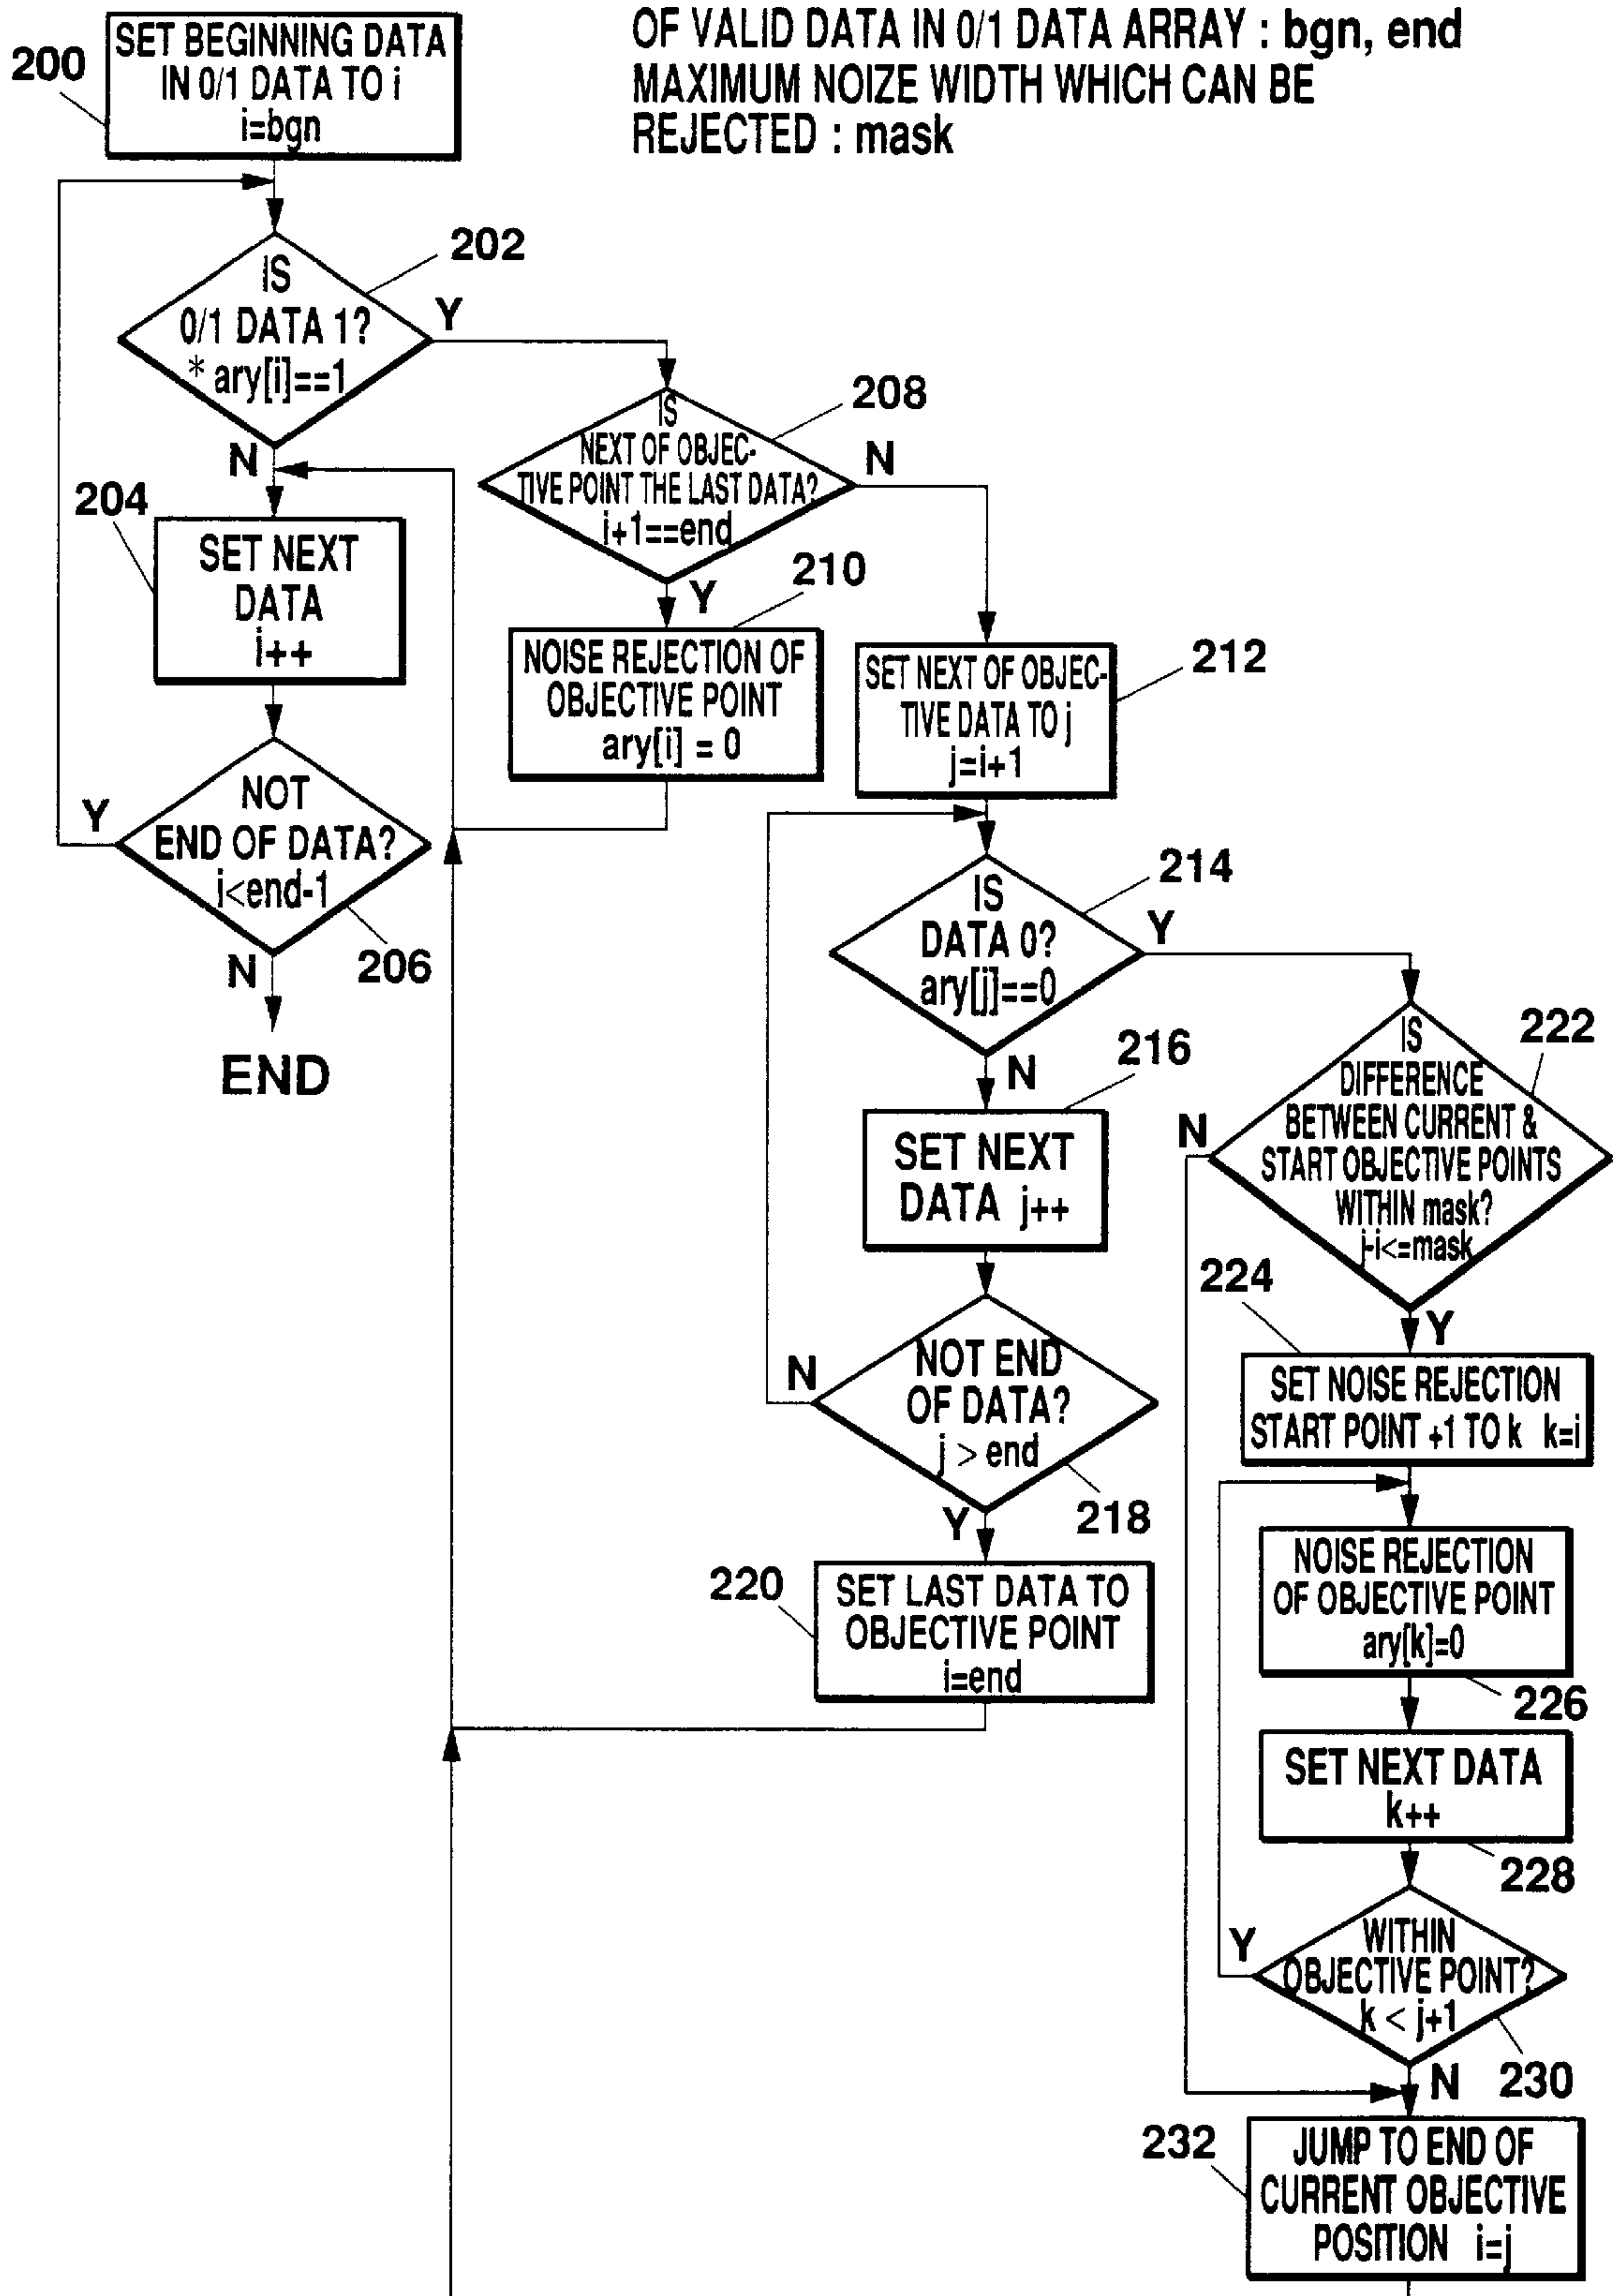 OF VALID DATA IN 0/1 DATA ARRAY : bgn, end
MAXIMUM NOIZE WIDTH WHICH CAN BE
REJECTED : mask
200
SET BEGINNING DATA
IN 0/1 DATA TO i
i=bgn
202
IS
0/1 DATA 1?
* ary[i]==1
Y
N
204
SET NEXT
DATA
i++
NOT
END OF DATA?
i<end-1
Y
N
206
END
208
IS
NEXT OF OBJEC-
TIVE POINT THE LAST DATA?
i+1==end
N
Y
210
NOISE REJECTION OF
OBJECTIVE POINT
ary[i] = 0
212
SET NEXT OF OBJEC-
TIVE DATA TO j
j=i+1
214
IS
DATA 0?
ary[j]==0
Y
N
216
SET NEXT
DATA j++
NOT END
OF DATA?
j > end
N
Y
218
220
SET LAST DATA TO
OBJECTIVE POINT
i=end
222
IS
DIFFERENCE
BETWEEN CURRENT &
START OBJECTIVE POINTS
WITHIN mask?
j-i<=mask
N
Y
224
SET NOISE REJECTION
START POINT +1 TO k k=i
NOISE REJECTION
OF OBJECTIVE POINT
ary[k]=0
226
SET NEXT DATA
k++
228
WITHIN
OBJECTIVE POINT?
k < j+1
Y
N
230
232
JUMP TO END OF
CURRENT OBJECTIVE
POSITION i=j